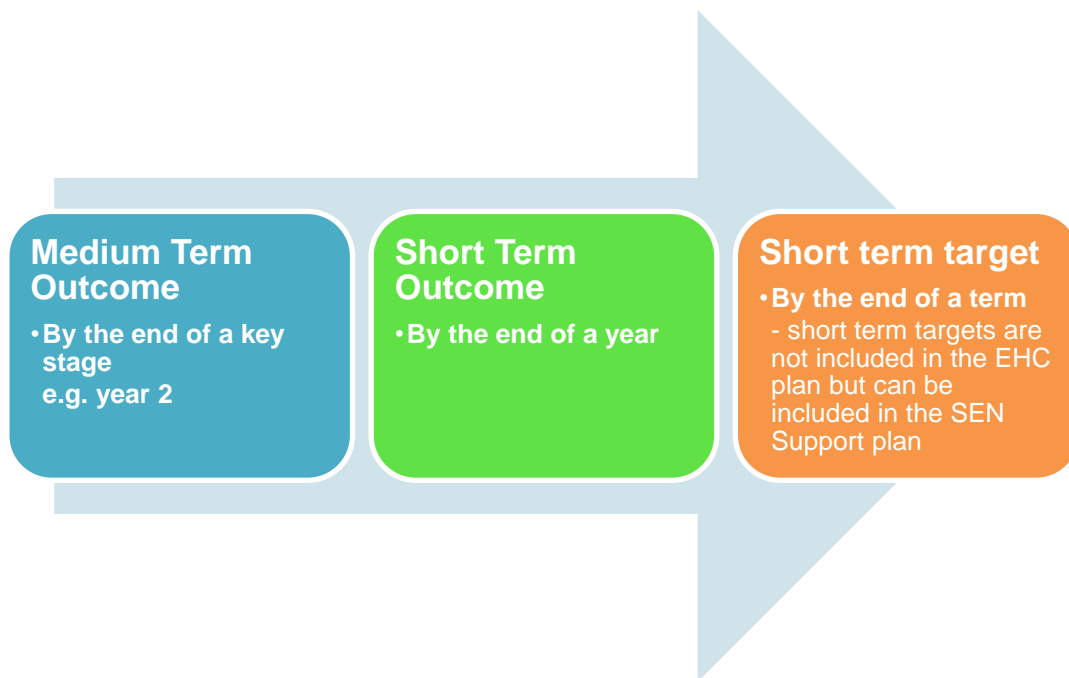 Medium Term
Outcome
•By the end of a key
stage
e.g. year 2
Short Term
Outcome
•By the end of a year
Short term target
•By the end of a term
- short term targets are
not included in the EHC
plan but can be
included in the SEN
Support plan